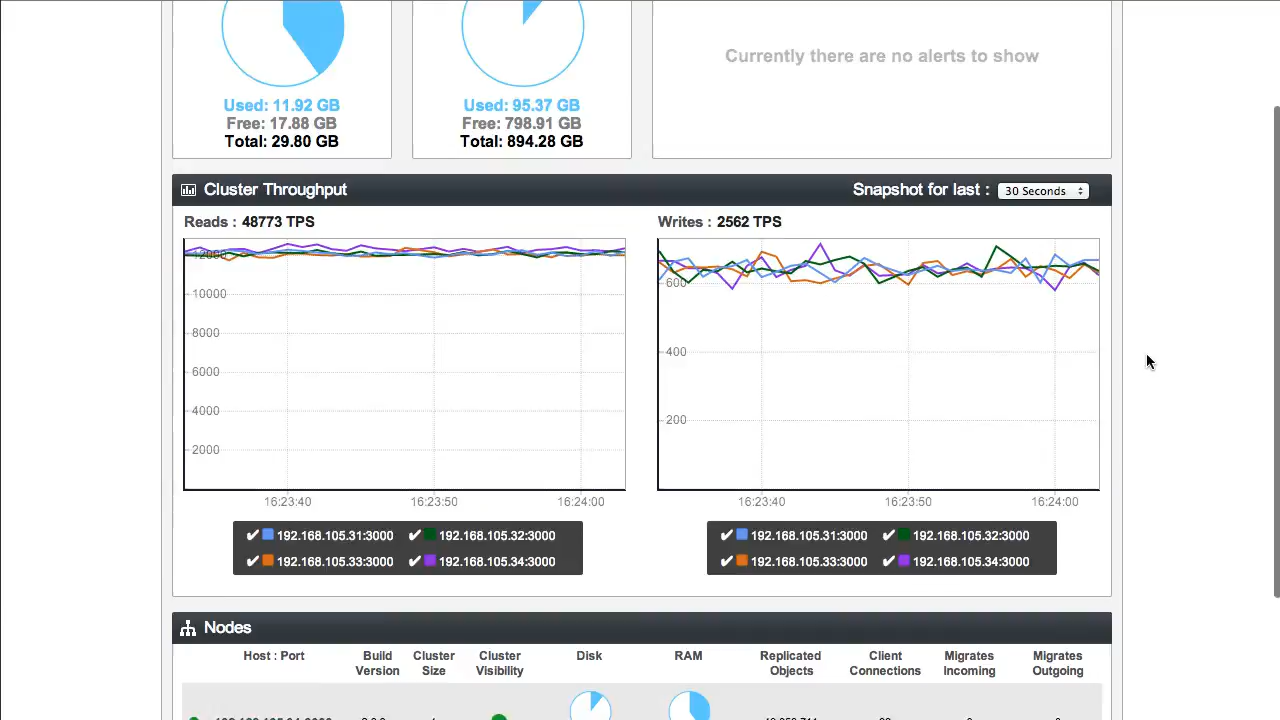 Currently there are no alerts to show
Used: 11.92 GB
Free: 17.88 GB
Total: 29.80 GB
Used: 95.37 GB
Free: 798.91 GB
Total: 894.28 GB
Cluster Throughput
Snapshot for last :
30 Seconds
Reads : 48773 TPS
12000
10000
8000
6000
4000
2000
16:23:40 16:23:50 16:24:00
192.168.105.31:3000 192.168.105.32:3000
192.168.105.33:3000 192.168.105.34:3000
Writes : 2562 TPS
600
400
200
16:23:40 16:23:50 16:24:00
192.168.105.31:3000 192.168.105.32:3000
192.168.105.33:3000 192.168.105.34:3000
Nodes
Host : Port
Build
Version
Cluster
Size
Cluster
Visibility
Disk
RAM
Replicated
Objects
Client
Connections
Migrates
Incoming
Migrates
Outgoing